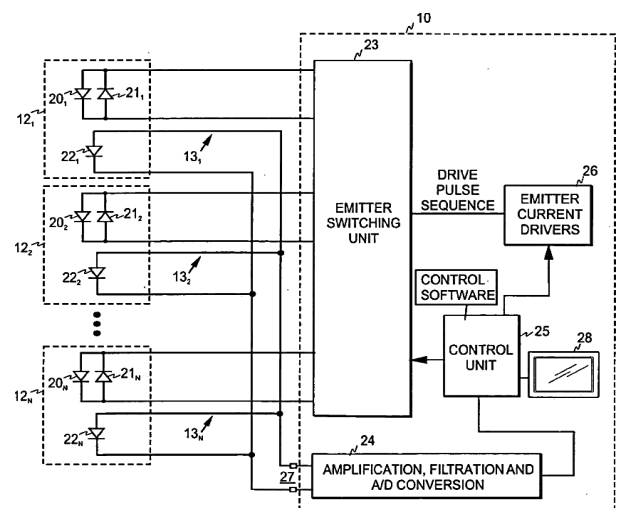 10
23
20₁
21₁
12₁
22₁
13₁
EMITTER
SWITCHING
UNIT
DRIVE
PULSE
SEQUENCE
26
EMITTER
CURRENT
DRIVERS
20₂
21₂
12₂
22₂
13₂
CONTROL
SOFTWARE
25
28
CONTROL
UNIT
20N
21N
12N
22N
13N
24
27
AMPLIFICATION, FILTRATION AND
A/D CONVERSION